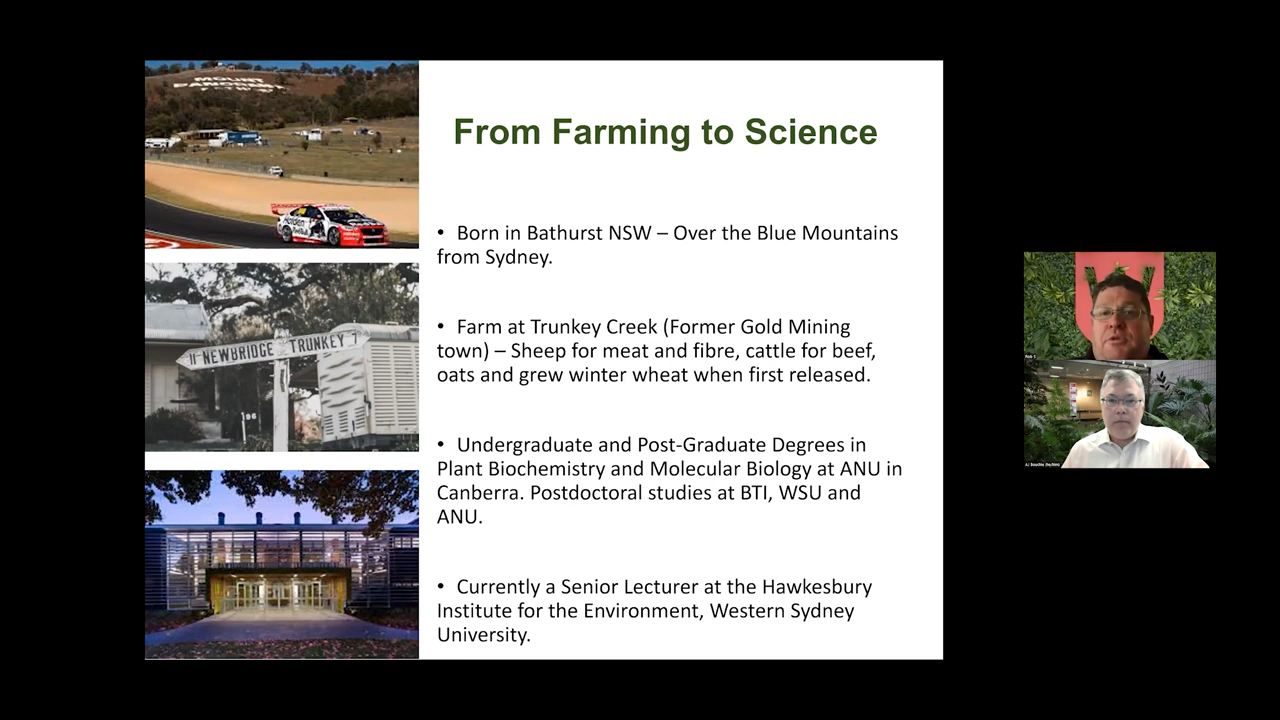 MOUNT
PANORAMA
From Farming to Science
• Born in Bathurst NSW – Over the Blue Mountains
from Sydney.
Holden
11 NEWBRIDGE TRUNKEY 7
196
• Farm at Trunkey Creek (Former Gold Mining
town) – Sheep for meat and fibre, cattle for beef,
oats and grew winter wheat when first released.
• Undergraduate and Post-Graduate Degrees in
Plant Biochemistry and Molecular Biology at ANU in
Canberra. Postdoctoral studies at BTI, WSU and
ANU.
• Currently a Senior Lecturer at the Hawkesbury
Institute for the Environment, Western Sydney
University.